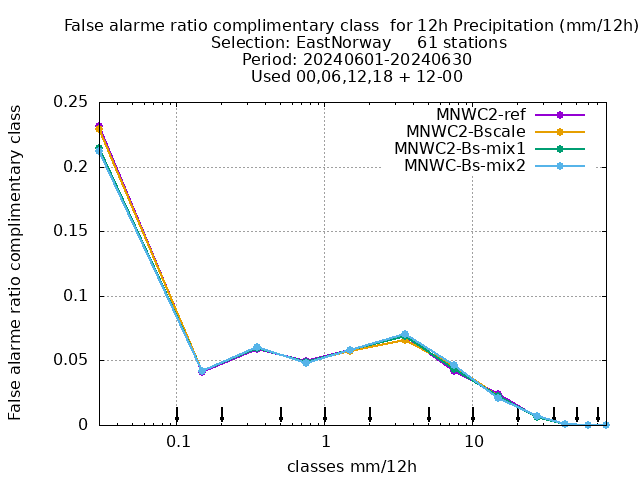 False alarme ratio complimentary class  for 12h Precipitation (mm/12h)
Selection: EastNorway     61 stations
Period: 20240601-20240630
Used 00,06,12,18 + 12-00
False alarme ratio complimentary class
0.25
0.2
0.15
0.1
0.05
0
MNWC2-ref
MNWC2-Bscale
MNWC2-Bs-mix1
MNWC-Bs-mix2
0.1 1 10
classes mm/12h